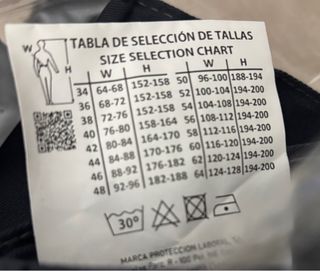 TABLA DE SELECCIÓN DE TALLAS
SIZE SELECTION CHART
W H W H
34 64-68 152-158 50 96-100 188-194
36 68-72 152-158 52 100-104 194-200
38 72-76 152-158 54 104-108 194-200
40 76-80 158-164 56 108-112 194-200
42 80-84 164-170 58 112-116 194-200
44 84-88 170-176 60 116-120 194-200
46 88-92 176-182 62 120-124 194-200
48 92-96 182-188 64 124-128 194-200
W
H
30°
MARCA PROTECCIÓN LABORAL,
R - 100